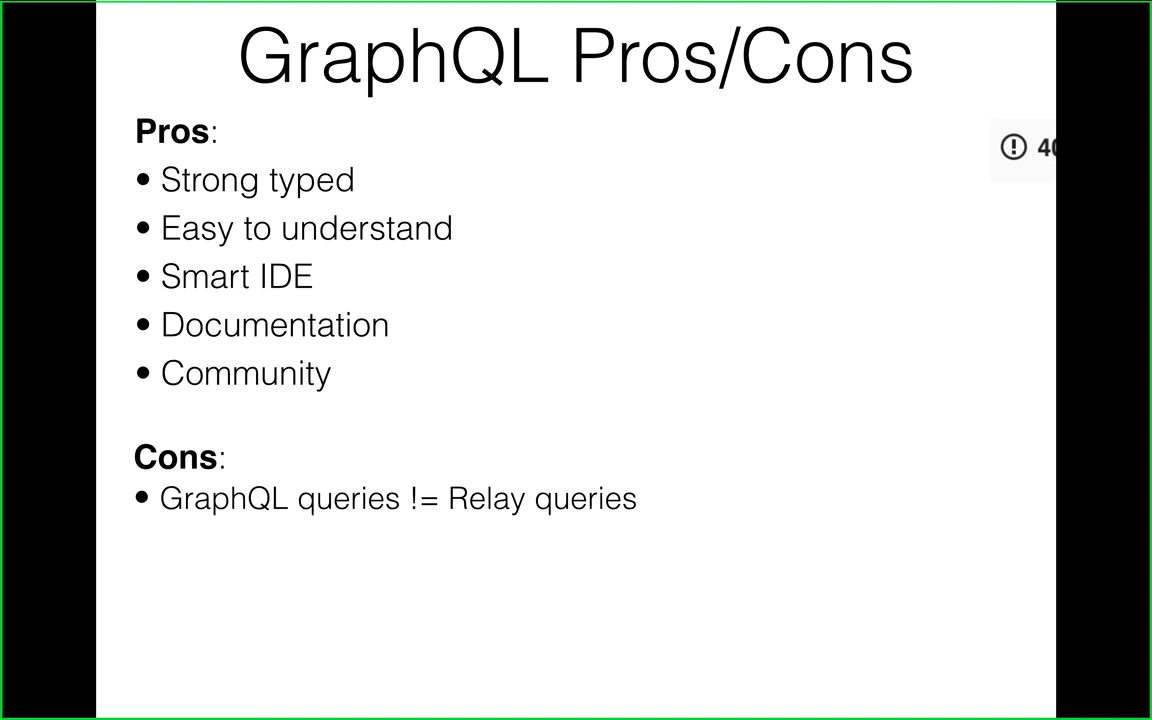 GraphQL Pros/Cons
Pros:
• Strong typed
• Easy to understand
• Smart IDE
• Documentation
• Community
Cons:
• GraphQL queries != Relay queries